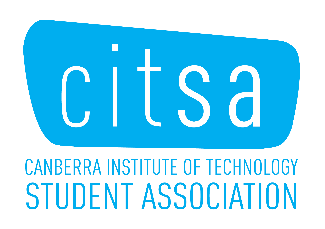 citsa
CANBERRA INSTITUTE OF TECHNOLOGY
STUDENT ASSOCIATION